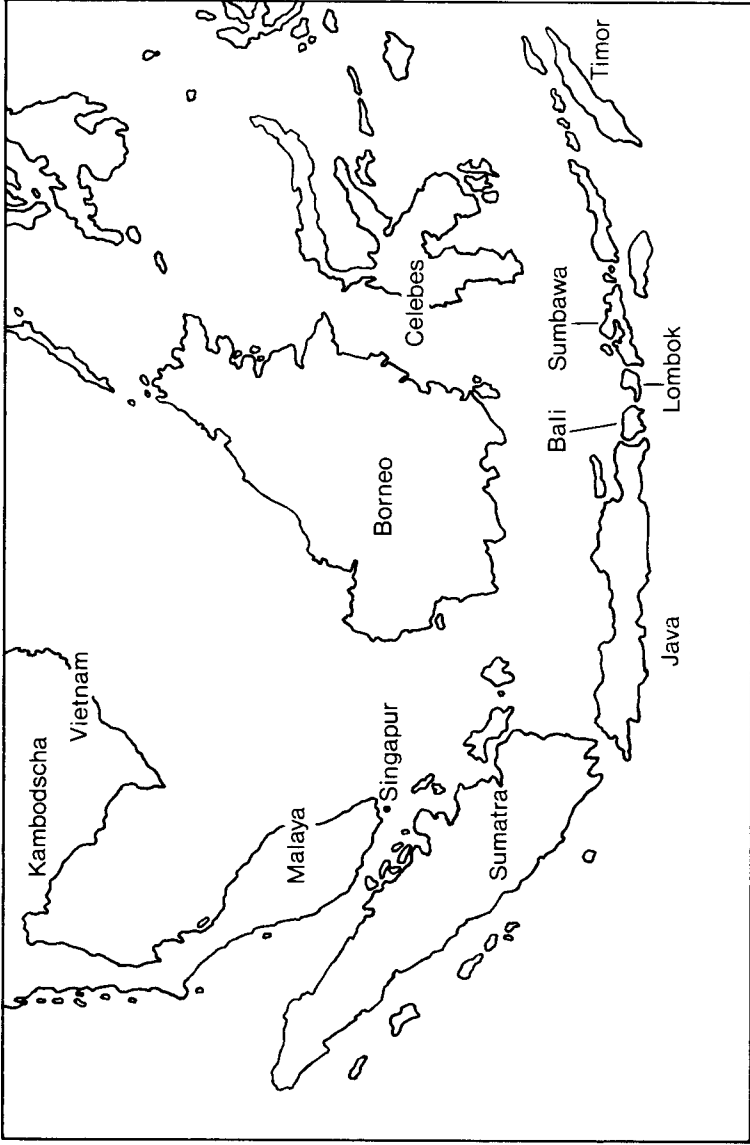 Kambodscha
Vietnam
Malaya
Singapur
Sumatra
Borneo
Celebes
Java
Bali
Lombok
Sumbawa
Timor